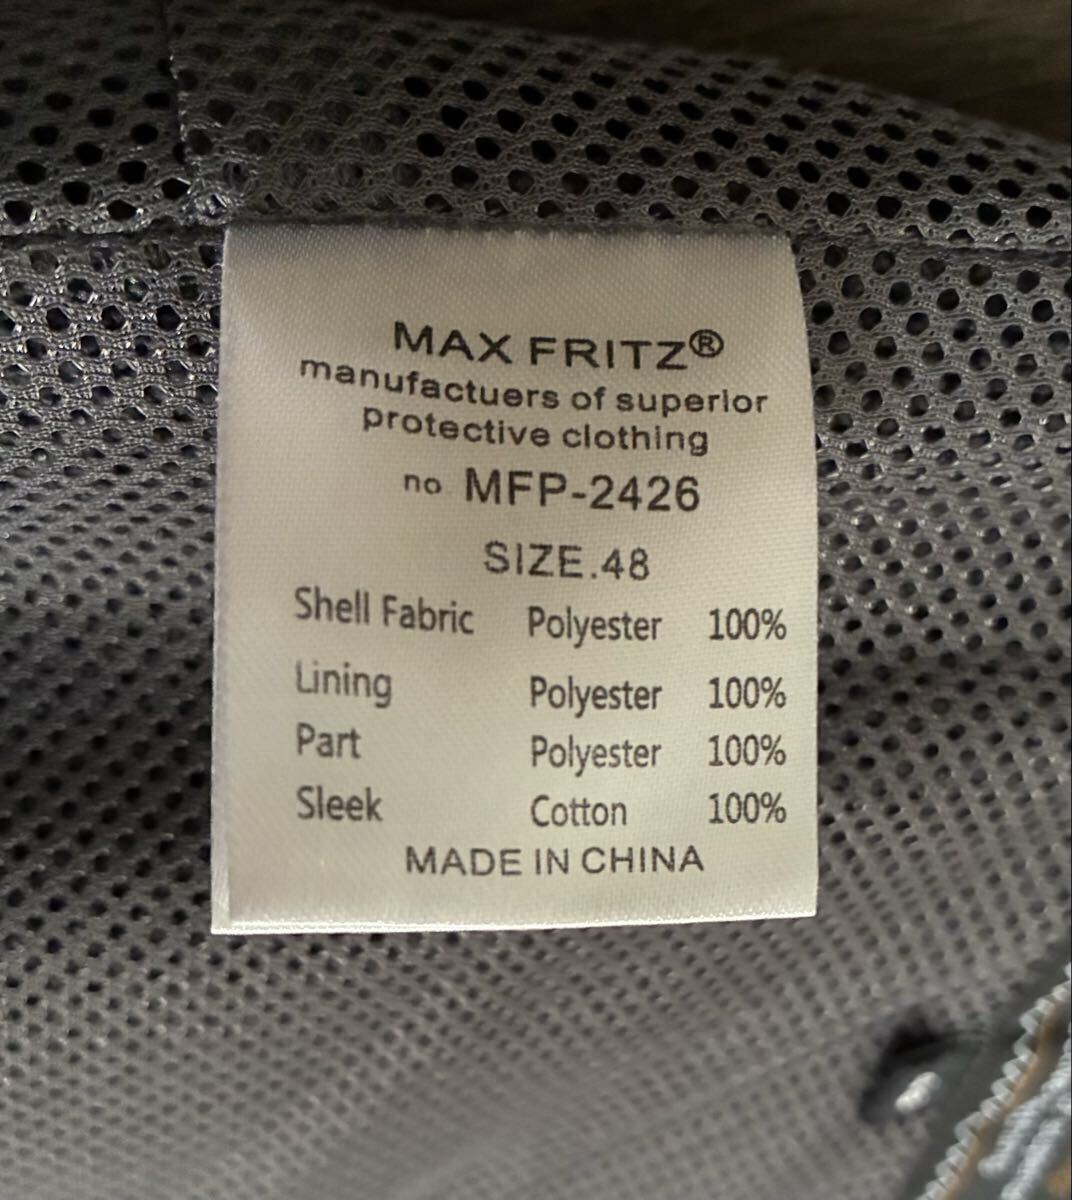 MAX FRITZ®
manufactuers of superior
protective clothing
no. MFP-2426
SIZE.48
Shell Fabric Polyester 100%
Lining Polyester 100%
Part Polyester 100%
Sleek Cotton 100%
MADE IN CHINA